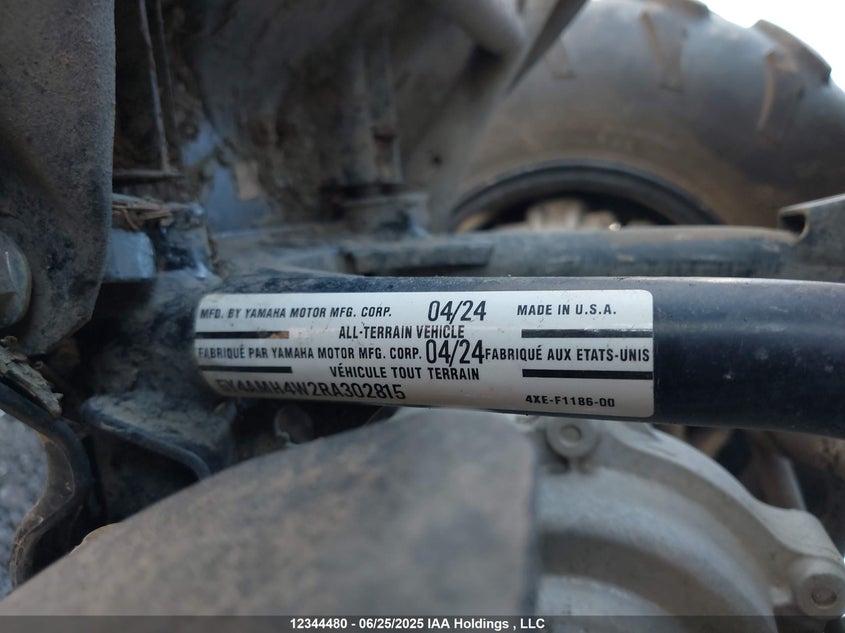 MFD. BY YAMAHA MOTOR MFG. CORP. 04/24 MADE IN U.S.A.
ALL-TERRAIN VEHICLE
FABRIQUÉ PAR YAMAHA MOTOR MFG. CORP. 04/24 FABRIQUÉ AUX ETATS-UNIS
VÉHICULE TOUT TERRAIN
5Y4AMH4W2RA302815 4XE-F1186-00
12344480 - 06/25/2025 IAA Holdings , LLC